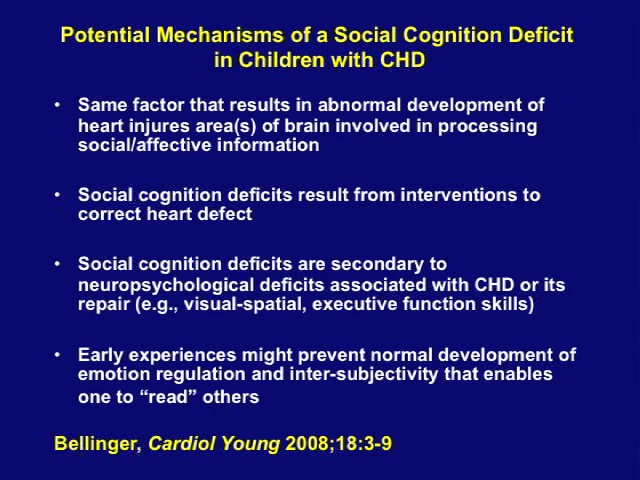 Potential Mechanisms of a Social Cognition Deficit
in Children with CHD
• Same factor that results in abnormal development of
heart injures area(s) of brain involved in processing
social/affective information
• Social cognition deficits result from interventions to
correct heart defect
• Social cognition deficits are secondary to
neuropsychological deficits associated with CHD or its
repair (e.g., visual-spatial, executive function skills)
• Early experiences might prevent normal development of
emotion regulation and inter-subjectivity that enables
one to “read” others
Bellinger, Cardiol Young 2008;18:3-9